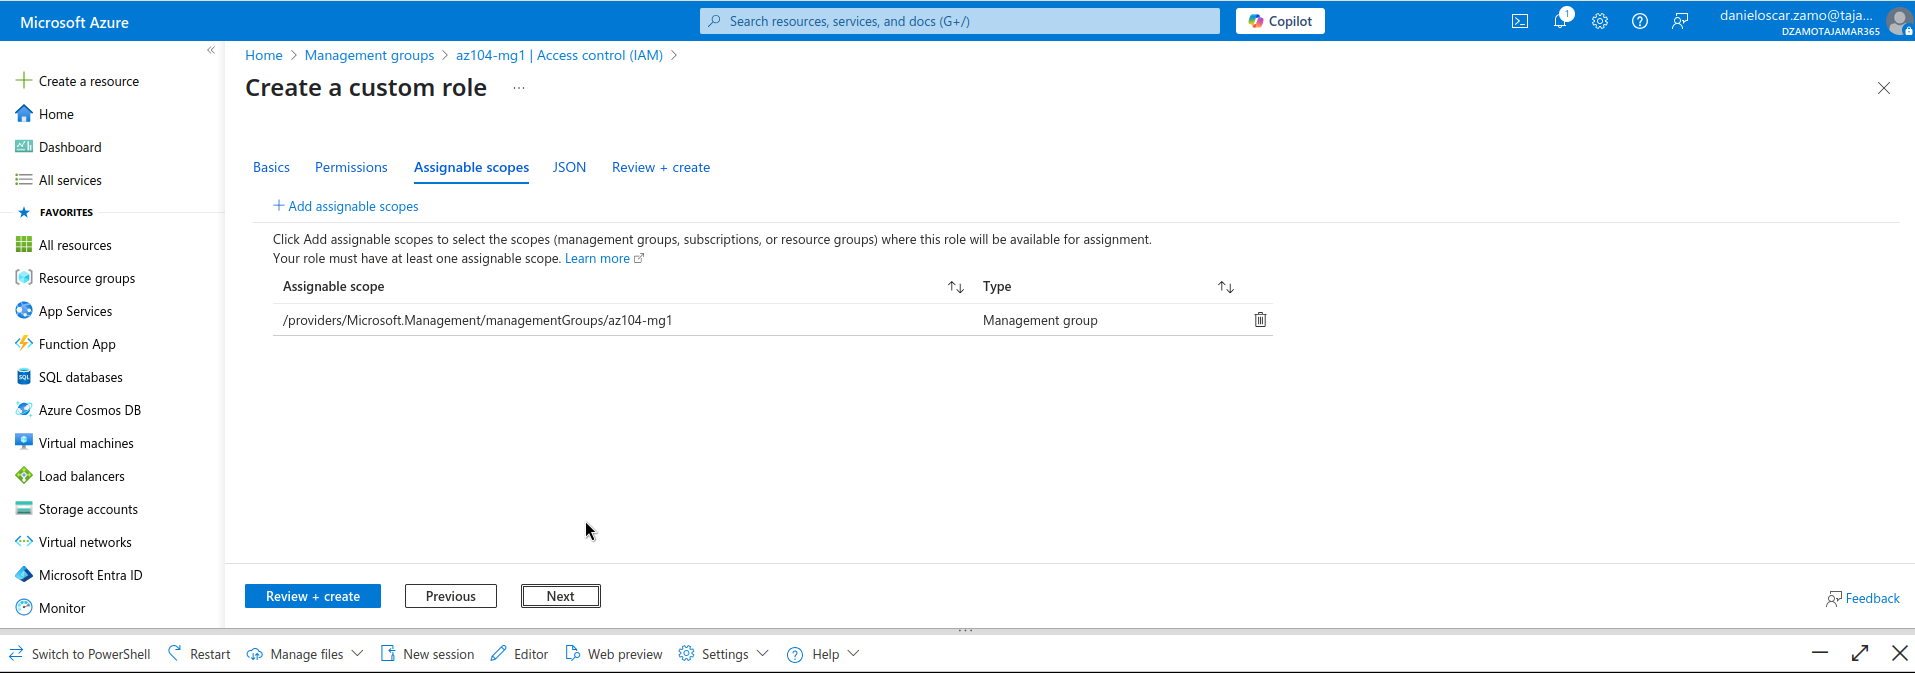 Microsoft Azure
Search resources, services, and docs (G+/)
Copilot
1
danieloscar.zamo@taja...
DZAMOTAJAMAR365
«
Home > Management groups > az104-mg1 | Access control (IAM) >
Create a custom role ...
Create a resource
Home
Dashboard
All services
FAVORITES
All resources
Resource groups
App Services
Function App
SQL databases
Azure Cosmos DB
Virtual machines
Load balancers
Storage accounts
Virtual networks
Microsoft Entra ID
Monitor
Basics Permissions Assignable scopes JSON Review + create
+ Add assignable scopes
Click Add assignable scopes to select the scopes (management groups, subscriptions, or resource groups) where this role will be available for assignment.
Your role must have at least one assignable scope. Learn more
Assignable scope Type
/providers/Microsoft.Management/managementGroups/az104-mg1 Management group
Review + create Previous Next
Feedback
...
Switch to PowerShell Restart Manage files New session Editor Web preview Settings Help